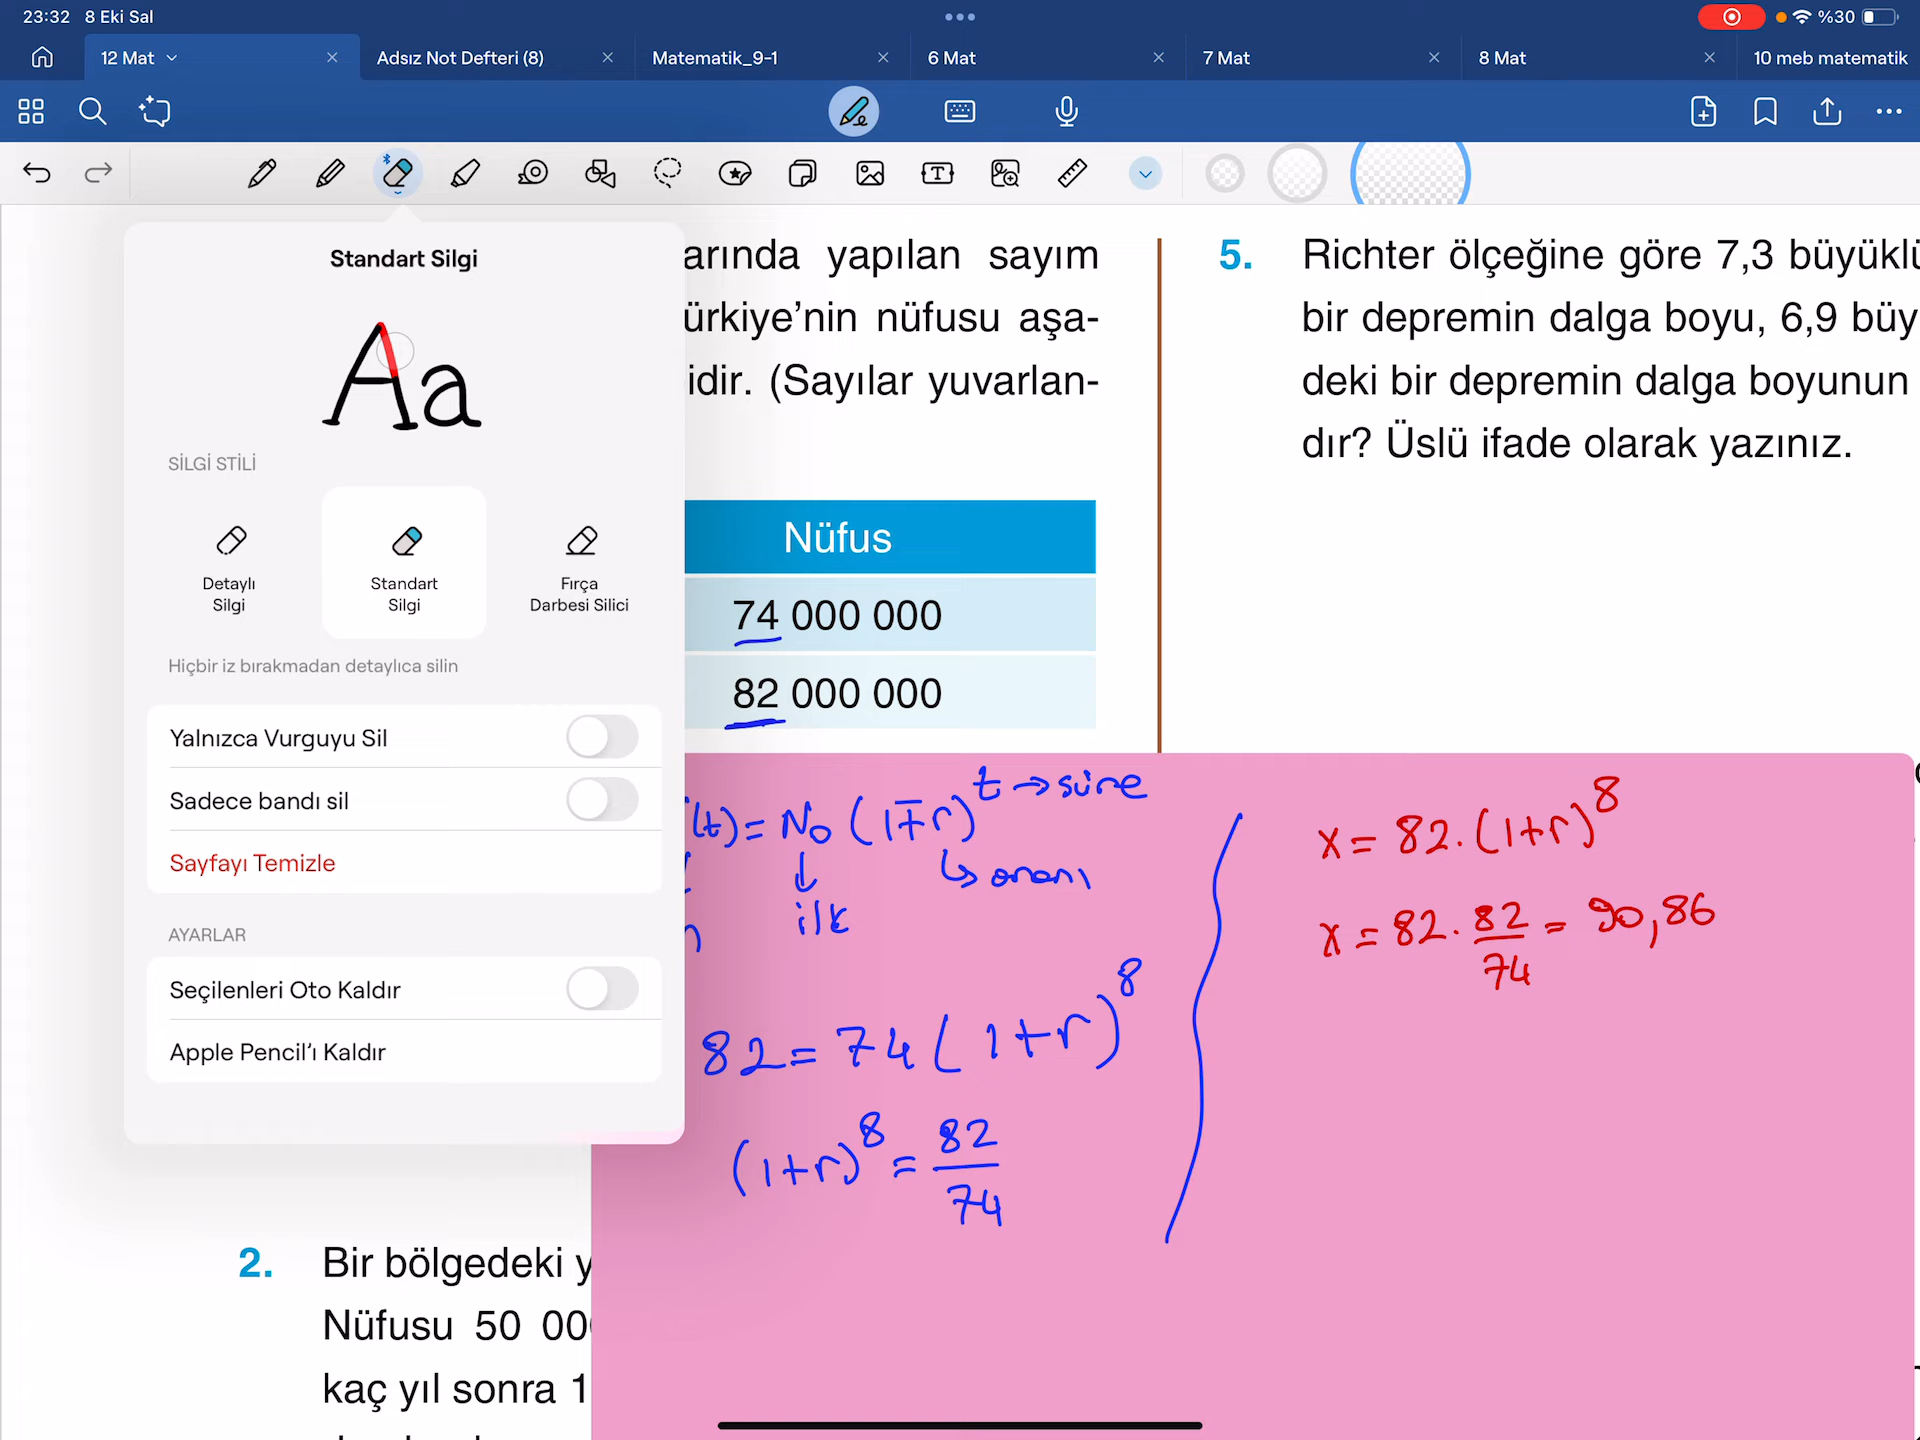 23:32 8 Eki Sal
%30
12 Mat
Adsız Not Defteri (8)
Matematik_9-1
6 Mat
7 Mat
8 Mat
10 meb matematik
Standart Silgi
Aa
SİLGİ STİLİ
Detaylı
Silgi
Standart
Silgi
Fırça
Darbesi Silici
Hiçbir iz bırakmadan detaylıca silin
Yalnızca Vurguyu Sil
Sadece bandı sil
Sayfayı Temizle
AYARLAR
Seçilenleri Oto Kaldır
Apple Pencil'ı Kaldır
arında yapılan sayım
ürkiye'nin nüfusu aşa-
idir. (Sayılar yuvarlan-
Nüfus
74 000 000
82 000 000
(t) = N₀ (1∓r)^t → süre
ilk
↳ oranı
82 = 74 (1+r)^8
(1+r)^8 = 82/74
2. Bir bölgedeki y
Nüfusu 50 00
kaç yıl sonra 1
5. Richter ölçeğine göre 7,3 büyüklü
bir depremin dalga boyu, 6,9 büy
deki bir depremin dalga boyunun
dır? Üslü ifade olarak yazınız.
x = 82.(1+r)^8
x = 82. 82/74 = 90,86